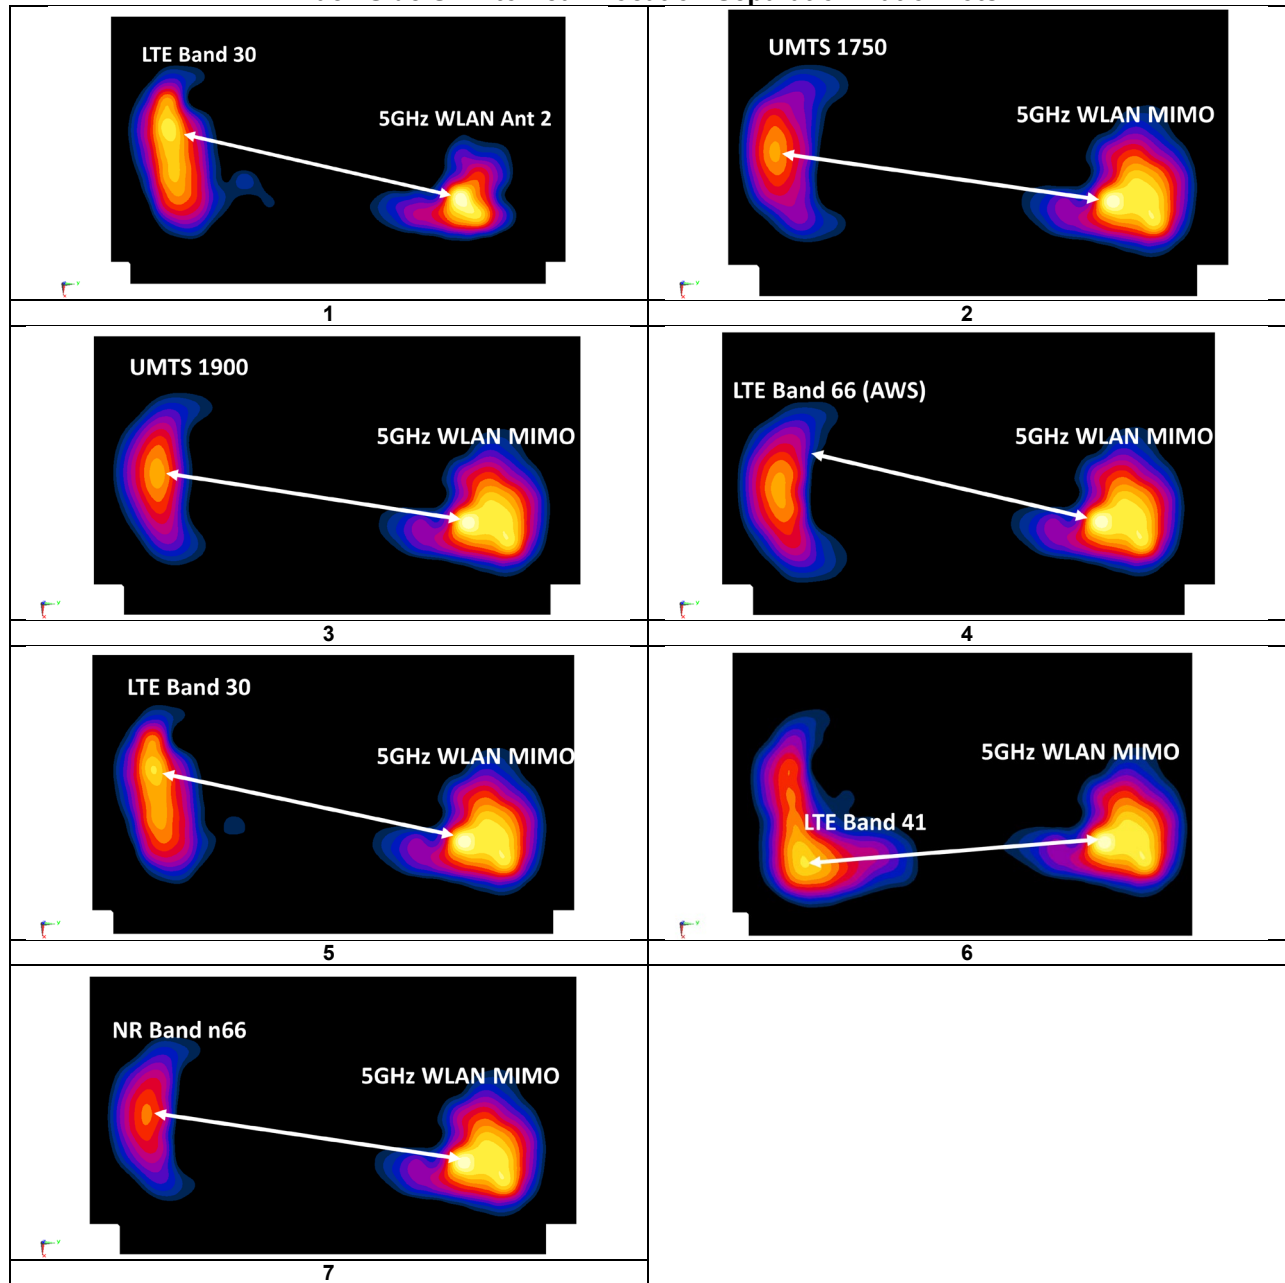 LTE Band 30
5GHz WLAN Ant 2
1
UMTS 1750
5GHz WLAN MIMO
2
UMTS 1900
5GHz WLAN MIMO
3
LTE Band 66 (AWS)
5GHz WLAN MIMO
4
LTE Band 30
5GHz WLAN MIMO
5
5GHz WLAN MIMO
LTE Band 41
6
NR Band n66
5GHz WLAN MIMO
7